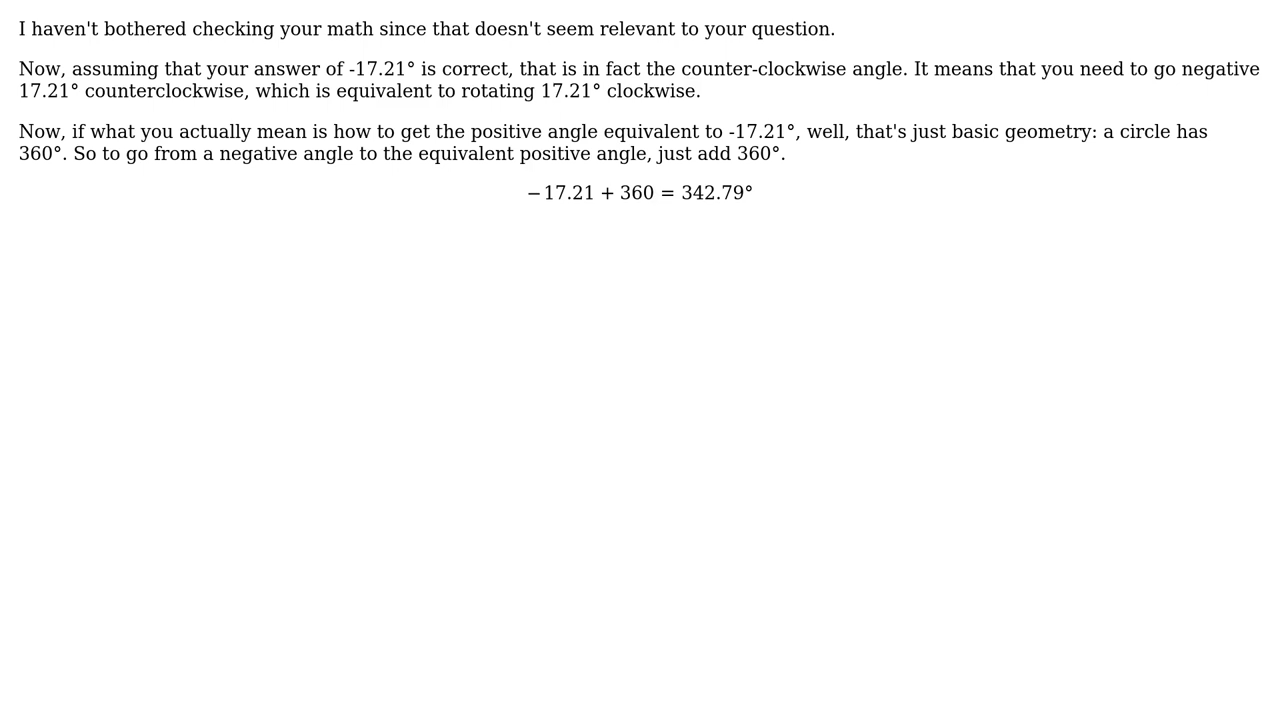 I haven't bothered checking your math since that doesn't seem relevant to your question.
Now, assuming that your answer of -17.21° is correct, that is in fact the counter-clockwise angle. It means that you need to go negative
17.21° counterclockwise, which is equivalent to rotating 17.21° clockwise.
Now, if what you actually mean is how to get the positive angle equivalent to -17.21°, well, that's just basic geometry: a circle has
360°. So to go from a negative angle to the equivalent positive angle, just add 360°.
−17.21 + 360 = 342.79°